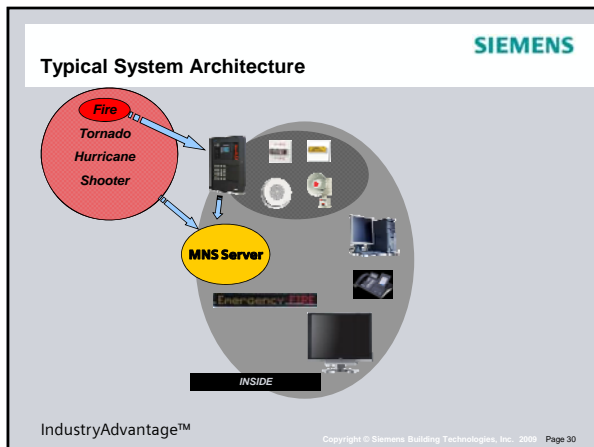 SIEMENS
Typical System Architecture
Fire
Tornado
Hurricane
Shooter
MNS Server
Emergency FIRE
INSIDE
IndustryAdvantage™
Copyright © Siemens Building Technologies, Inc. 2009 Page 30